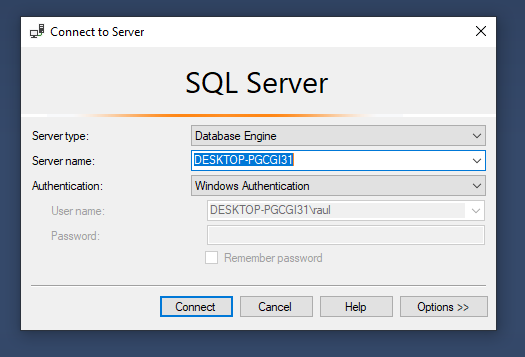 Connect to Server
SQL Server
Server type: Database Engine
Server name: DESKTOP-PGCGI31
Authentication: Windows Authentication
User name: DESKTOP-PGCGI31\raul
Password:
Remember password
Connect Cancel Help Options >>